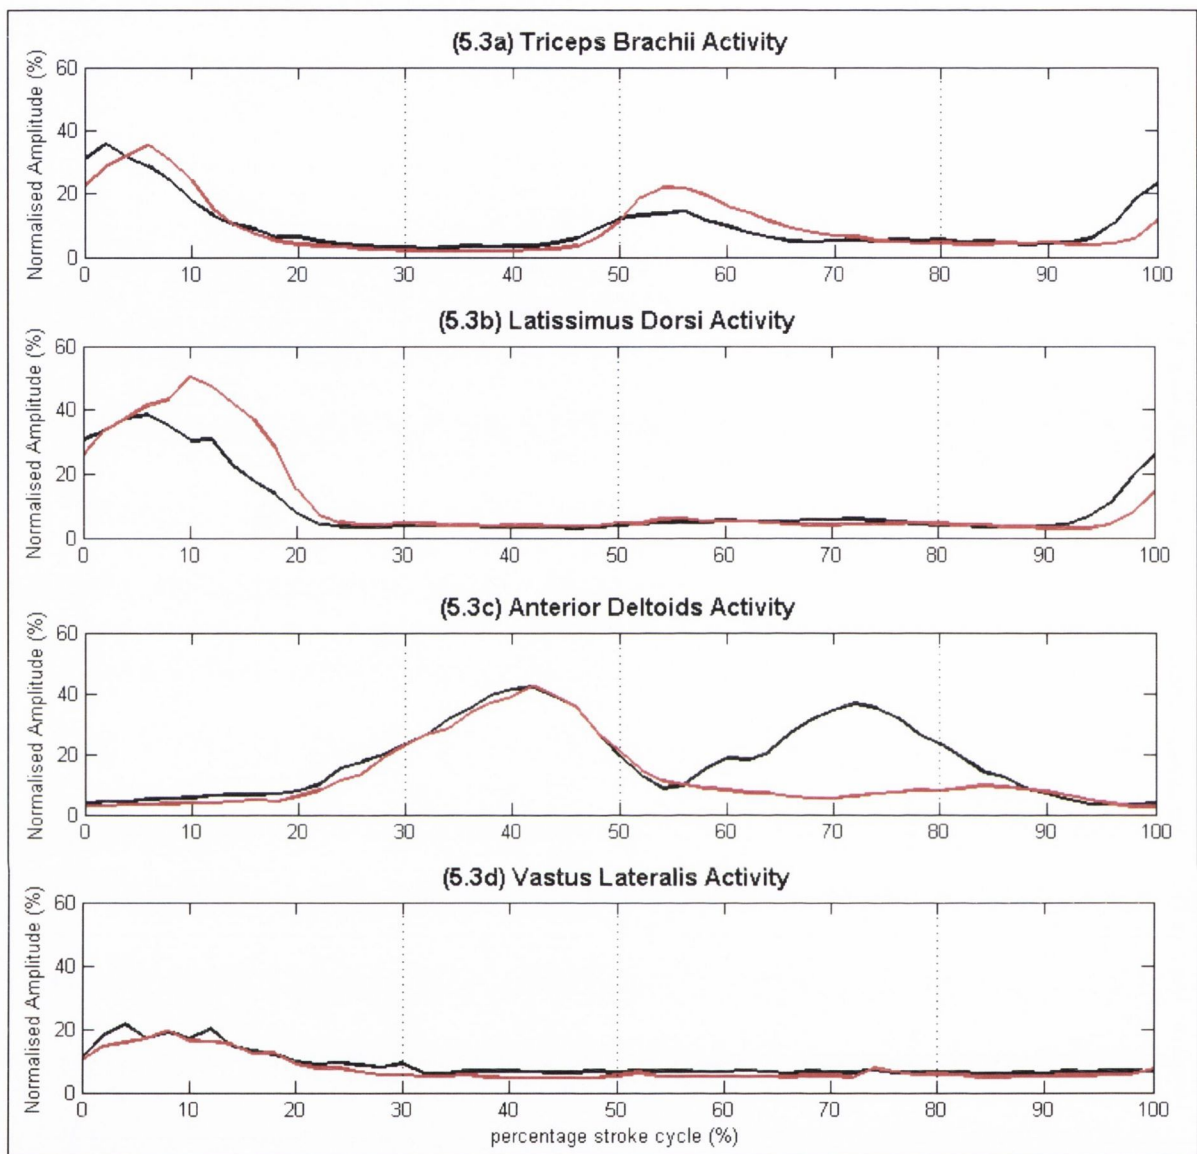 (5.3a) Triceps Brachii Activity
Normalised Amplitude (%)
60
40
20
0
0 10 20 30 40 50 60 70 80 90 100
(5.3b) Latissimus Dorsi Activity
Normalised Amplitude (%)
60
40
20
0
0 10 20 30 40 50 60 70 80 90 100
(5.3c) Anterior Deltoids Activity
Normalised Amplitude (%)
60
40
20
0
0 10 20 30 40 50 60 70 80 90 100
(5.3d) Vastus Lateralis Activity
Normalised Amplitude (%)
60
40
20
0
0 10 20 30 40 50 60 70 80 90 100
percentage stroke cycle (%)